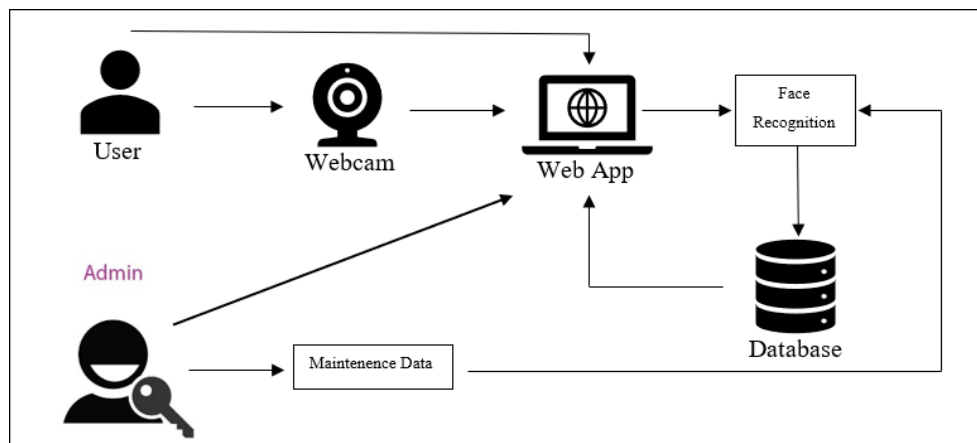 User
Webcam
Web App
Face
Recognition
Admin
Database
Maintenence Data